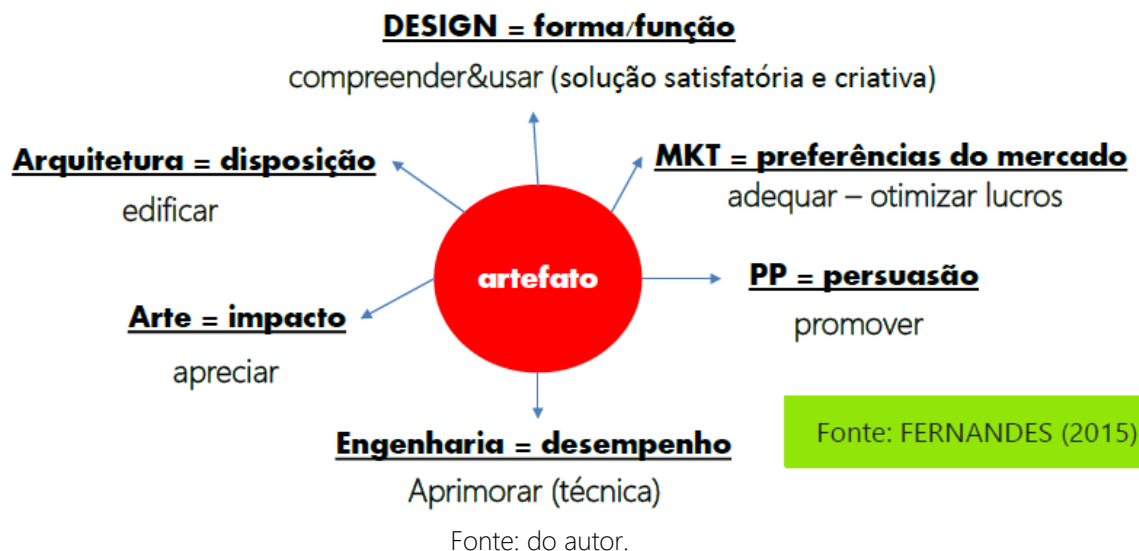 DESIGN = forma/função
compreender&usar (solução satisfatória e criativa)
Arquitetura = disposição
edificar
MKT = preferências do mercado
adequar – otimizar lucros
artefato
PP = persuasão
promover
Arte = impacto
apreciar
Engenharia = desempenho
Aprimorar (técnica)
Fonte: FERNANDES (2015)
Fonte: do autor.